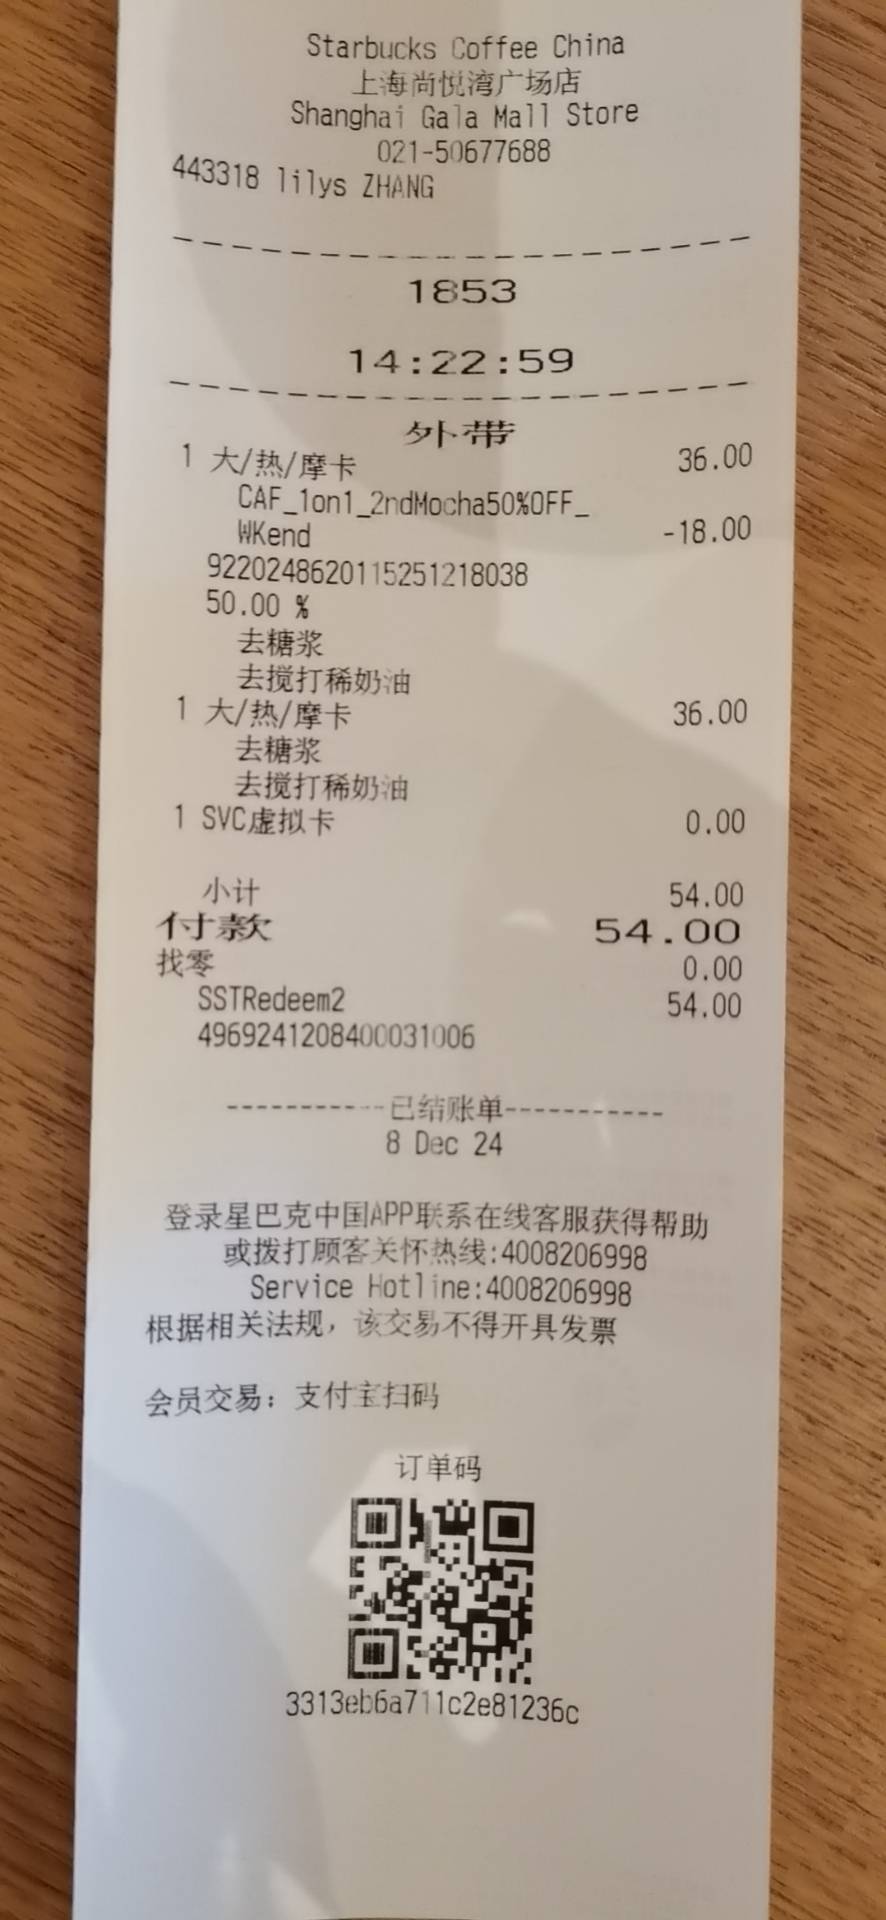 Starbucks Coffee China
上海尚悦湾广场店
Shanghai Gala Mall Store
021-50677688
443318 lilys ZHANG
1853
14:22:59
外带
1 大/热/摩卡 36.00
CAF_1on1_2ndMocha50%OFF_
WKend -18.00
9220248620115251218038
50.00 %
去糖浆
去搅打稀奶油
1 大/热/摩卡 36.00
去糖浆
去搅打稀奶油
1 SVC虚拟卡 0.00
小计 54.00
付款 54.00
找零 0.00
SSTRedeem2 54.00
4969241208400031006
-----------已结账单-----------
8 Dec 24
登录星巴克中国APP联系在线客服获得帮助
或拨打顾客关怀热线:4008206998
Service Hotline:4008206998
根据相关法规，该交易不得开具发票
会员交易：支付宝扫码
订单码
3313eb6a711c2e81236c